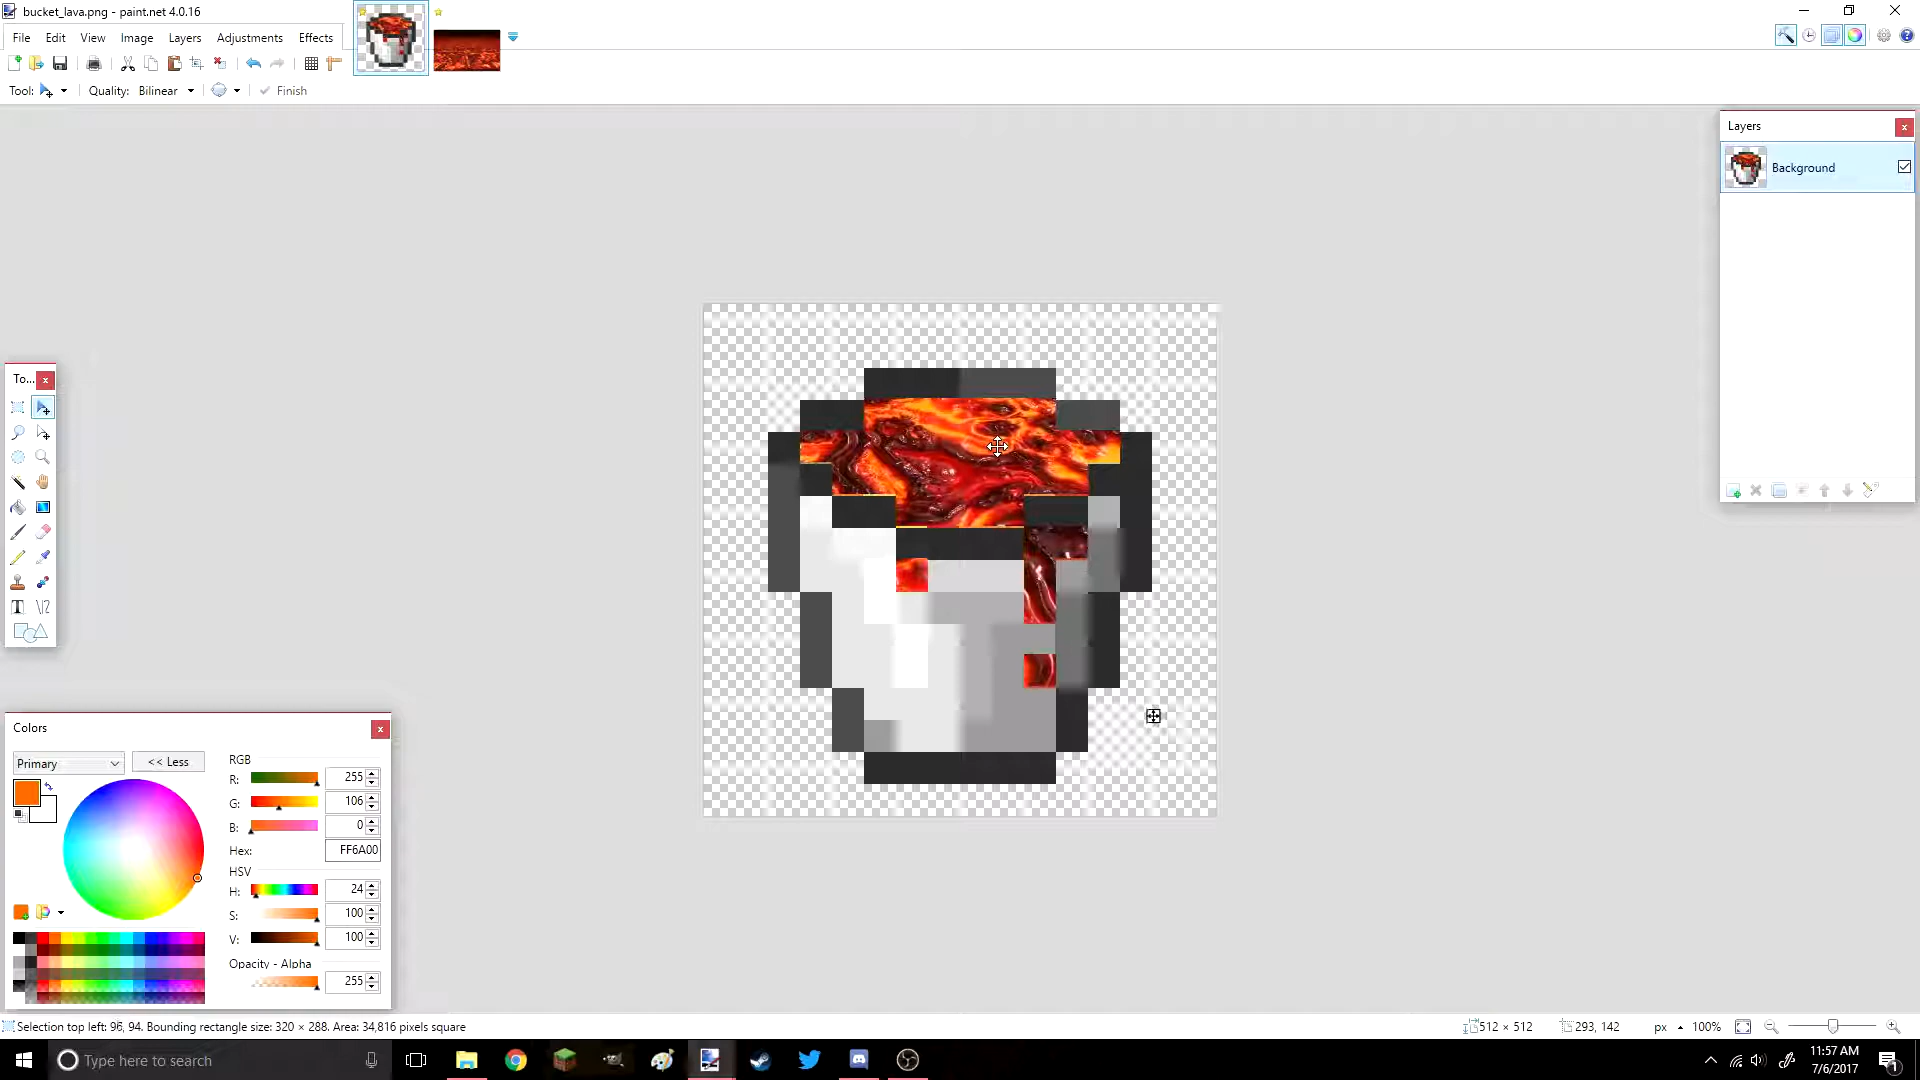 bucket_lava.png - paint.net 4.0.16
File Edit View Image Layers Adjustments Effects
Tool: Quality: Bilinear Finish
Layers
Background
To...
Colors
Primary << Less
RGB
R: 255
G: 106
B: 0
Hex: FF6A00
HSV
H: 24
S: 100
V: 100
Opacity - Alpha
255
Selection top left: 96, 94. Bounding rectangle size: 320 × 288. Area: 34,816 pixels square
512 × 512 293, 142 px 100%
Type here to search
11:57 AM
7/6/2017
1